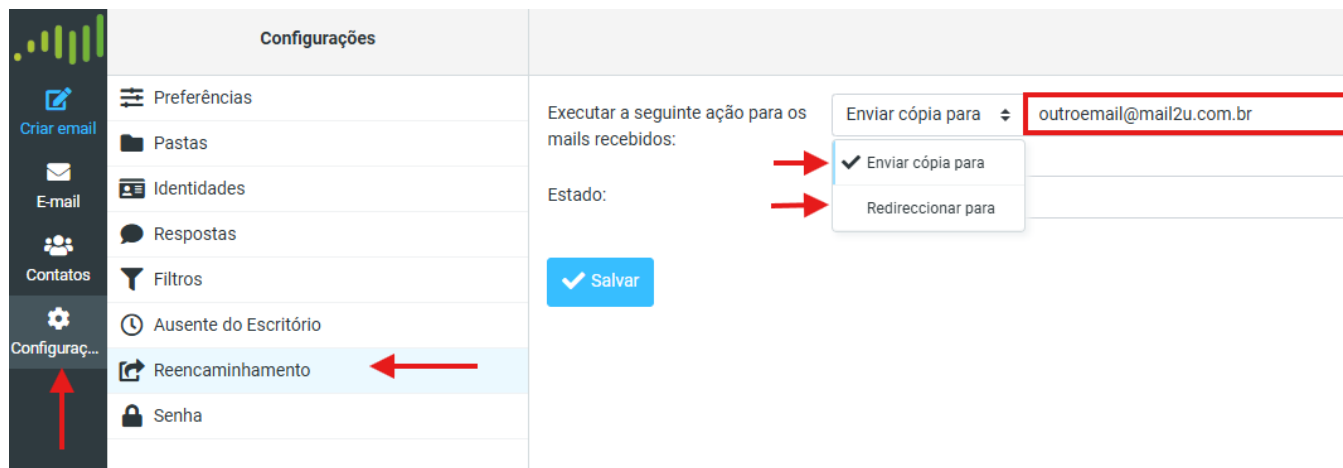 Criar email
E-mail
Contatos
Configuraç...
Configurações
Preferências
Pastas
Identidades
Respostas
Filtros
Ausente do Escritório
Reencaminhamento
Senha
Executar a seguinte ação para os
mails recebidos:
Enviar cópia para
outroemail@mail2u.com.br
Enviar cópia para
Redireccionar para
Estado:
Salvar